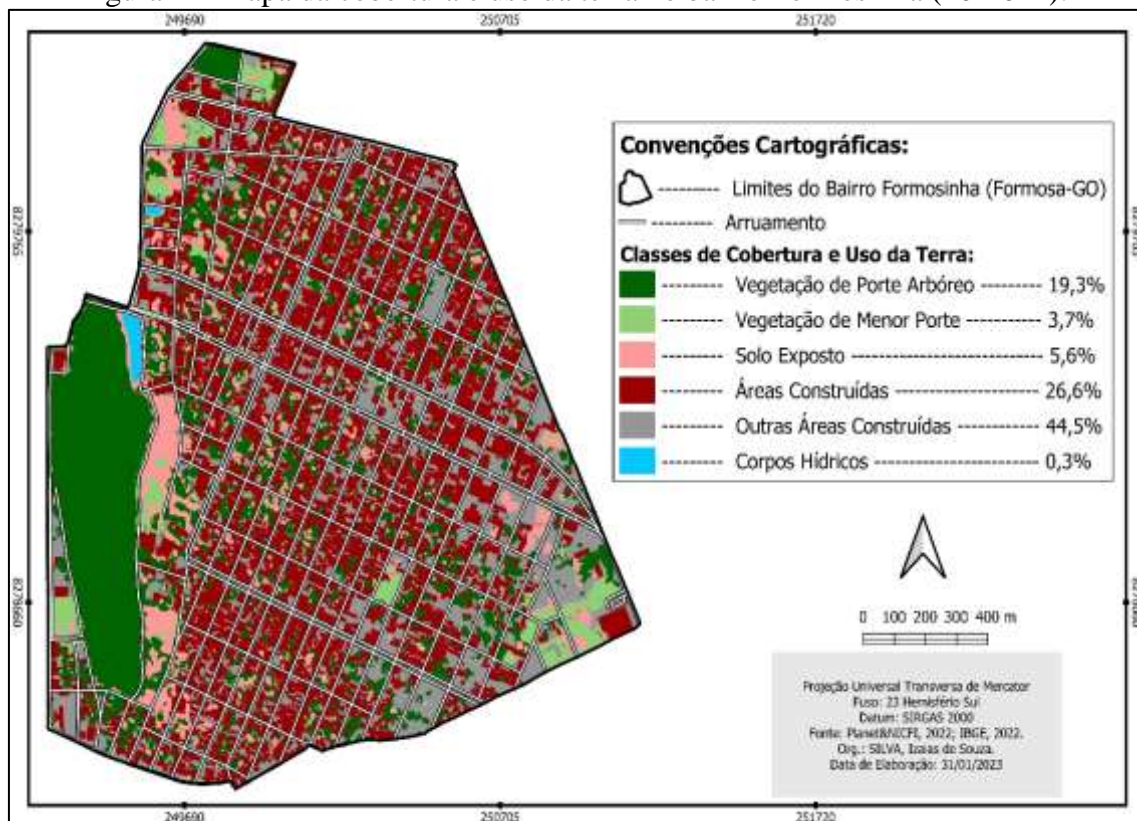 249690 250705 251720
Convenções Cartográficas:
Limites do Bairro Formosinha (Formosa-GO)
Arruamento
Classes de Cobertura e Uso da Terra:
Vegetação de Porte Arbóreo 19,3%
Vegetação de Menor Porte 3,7%
Solo Exposto 5,6%
Áreas Construídas 26,6%
Outras Áreas Construídas 44,5%
Corpos Hídricos 0,3%
0 100 200 300 400 m
Projeção Universal Transversa de Mercator
Fuso: 23 Hemisfério Sul
Datum: SIRGAS 2000
Fonte: Planet&NICFI, 2022; IBGE, 2022.
Org.: SILVA, Izaias de Souza.
Data de Elaboração: 31/01/2023
249690 250705 251720